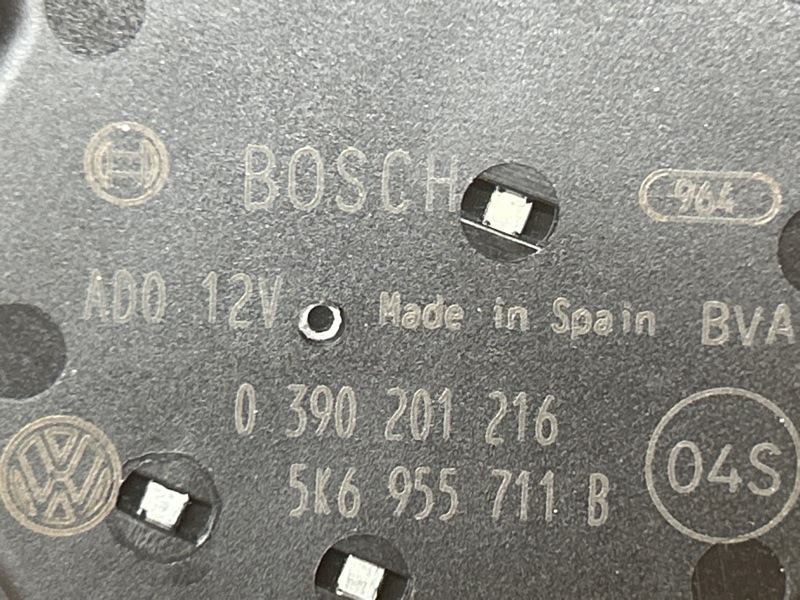 BOSCH 964
AD0 12V Made in Spain BVA
0 390 201 216
5K6 955 711 B 04S